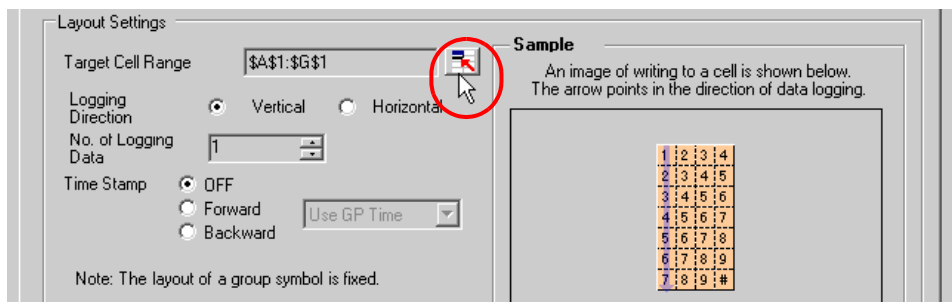 Layout Settings
Target Cell Range $A$1:$G$1
Logging Direction Vertical Horizontal
No. of Logging Data 1
Time Stamp OFF
Forward Use GP Time
Backward
Note: The layout of a group symbol is fixed.
Sample
An image of writing to a cell is shown below.
The arrow points in the direction of data logging.
1 2 3 4
2 3 4 5
3 4 5 6
4 5 6 7
5 6 7 8
6 7 8 9
7 8 9 #